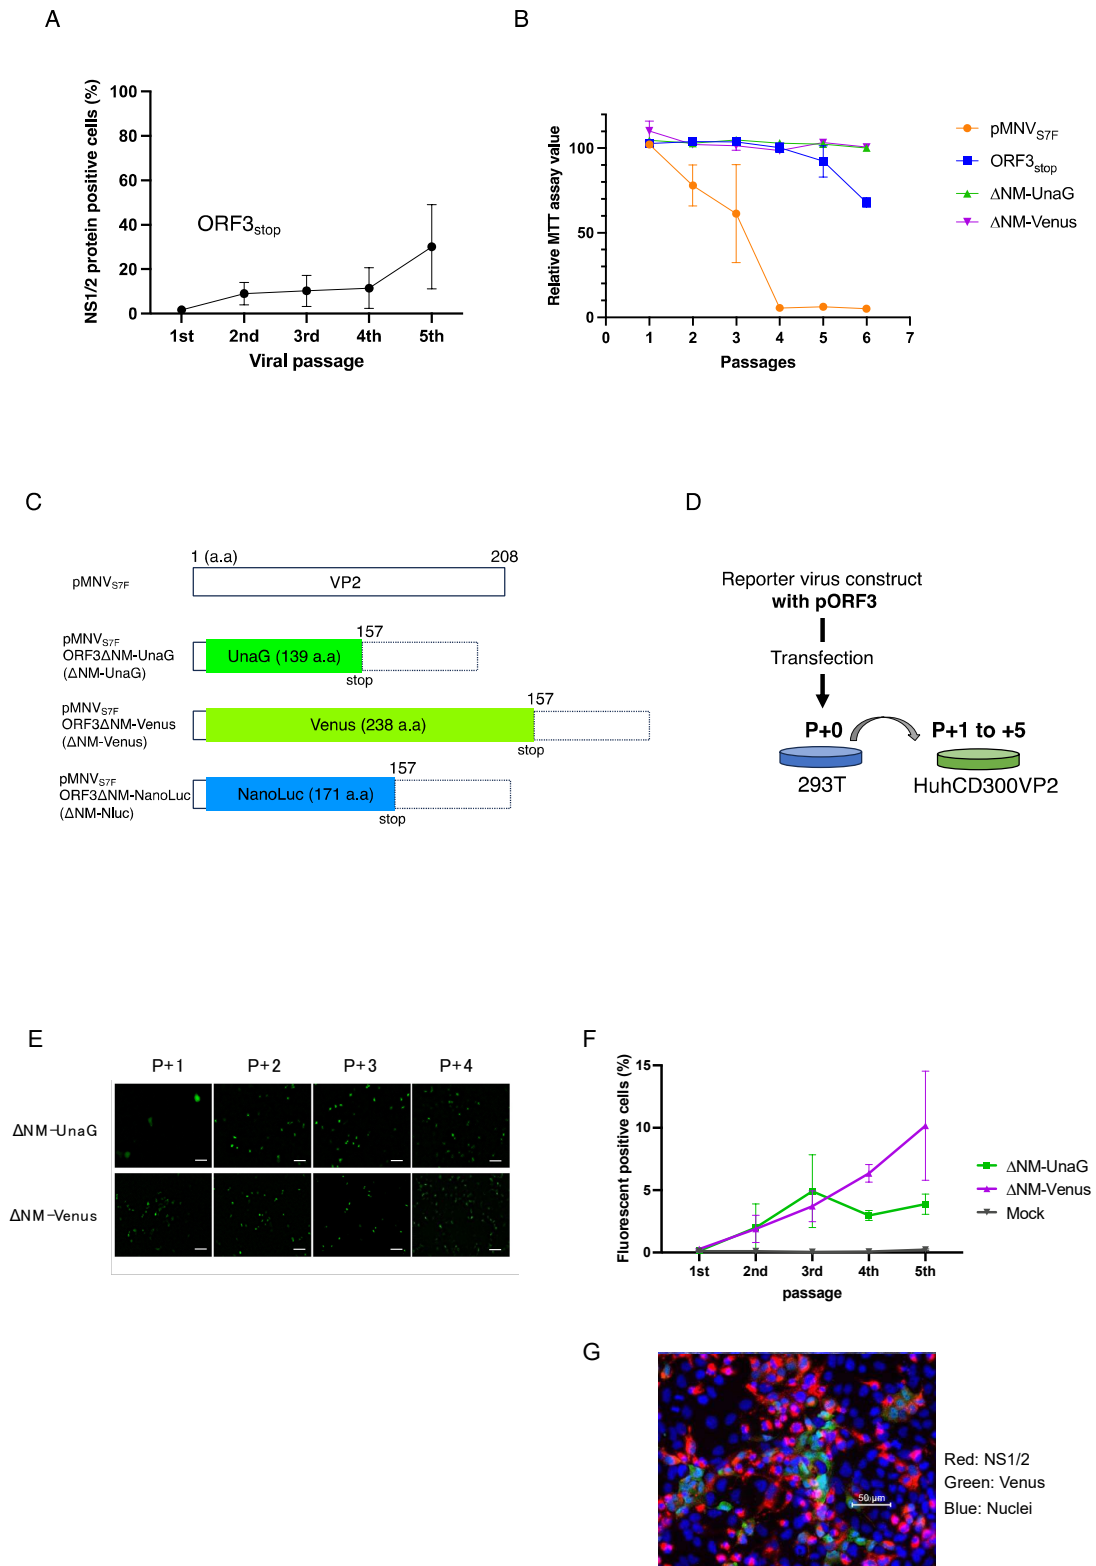 A
NS1/2 protein positive cells (%)
100
80
60
40
20
0
ORF3stop
1st 2nd 3rd 4th 5th
Viral passage
B
Relative MTT assay value
100
50
0
0 1 2 3 4 5 6 7
Passages
pMNVS7F
ORF3stop
ΔNM-UnaG
ΔNM-Venus
C
1 (a.a) 208
pMNVS7F
VP2
157
pMNVS7F
ORF3ΔNM-UnaG
(ΔNM-UnaG)
UnaG (139 a.a)
stop
157
pMNVS7F
ORF3ΔNM-Venus
(ΔNM-Venus)
Venus (238 a.a)
stop
157
pMNVS7F
ORF3ΔNM-NanoLuc
(ΔNM-Nluc)
NanoLuc (171 a.a)
stop
D
Reporter virus construct
with pORF3
Transfection
P+0 P+1 to +5
293T HuhCD300VP2
E
P+1 P+2 P+3 P+4
ΔNM-UnaG
ΔNM-Venus
F
Fluorescent positive cells (%)
15
10
5
0
1st 2nd 3rd 4th 5th
passage
ΔNM-UnaG
ΔNM-Venus
Mock
G
50 µm
Red: NS1/2
Green: Venus
Blue: Nuclei